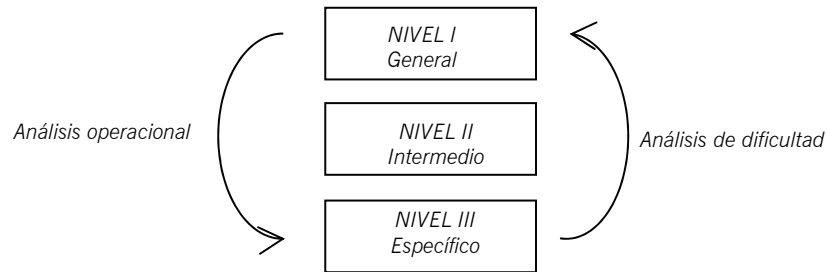 NIVEL I
General
Análisis operacional
NIVEL II
Intermedio
Análisis de dificultad
NIVEL III
Específico